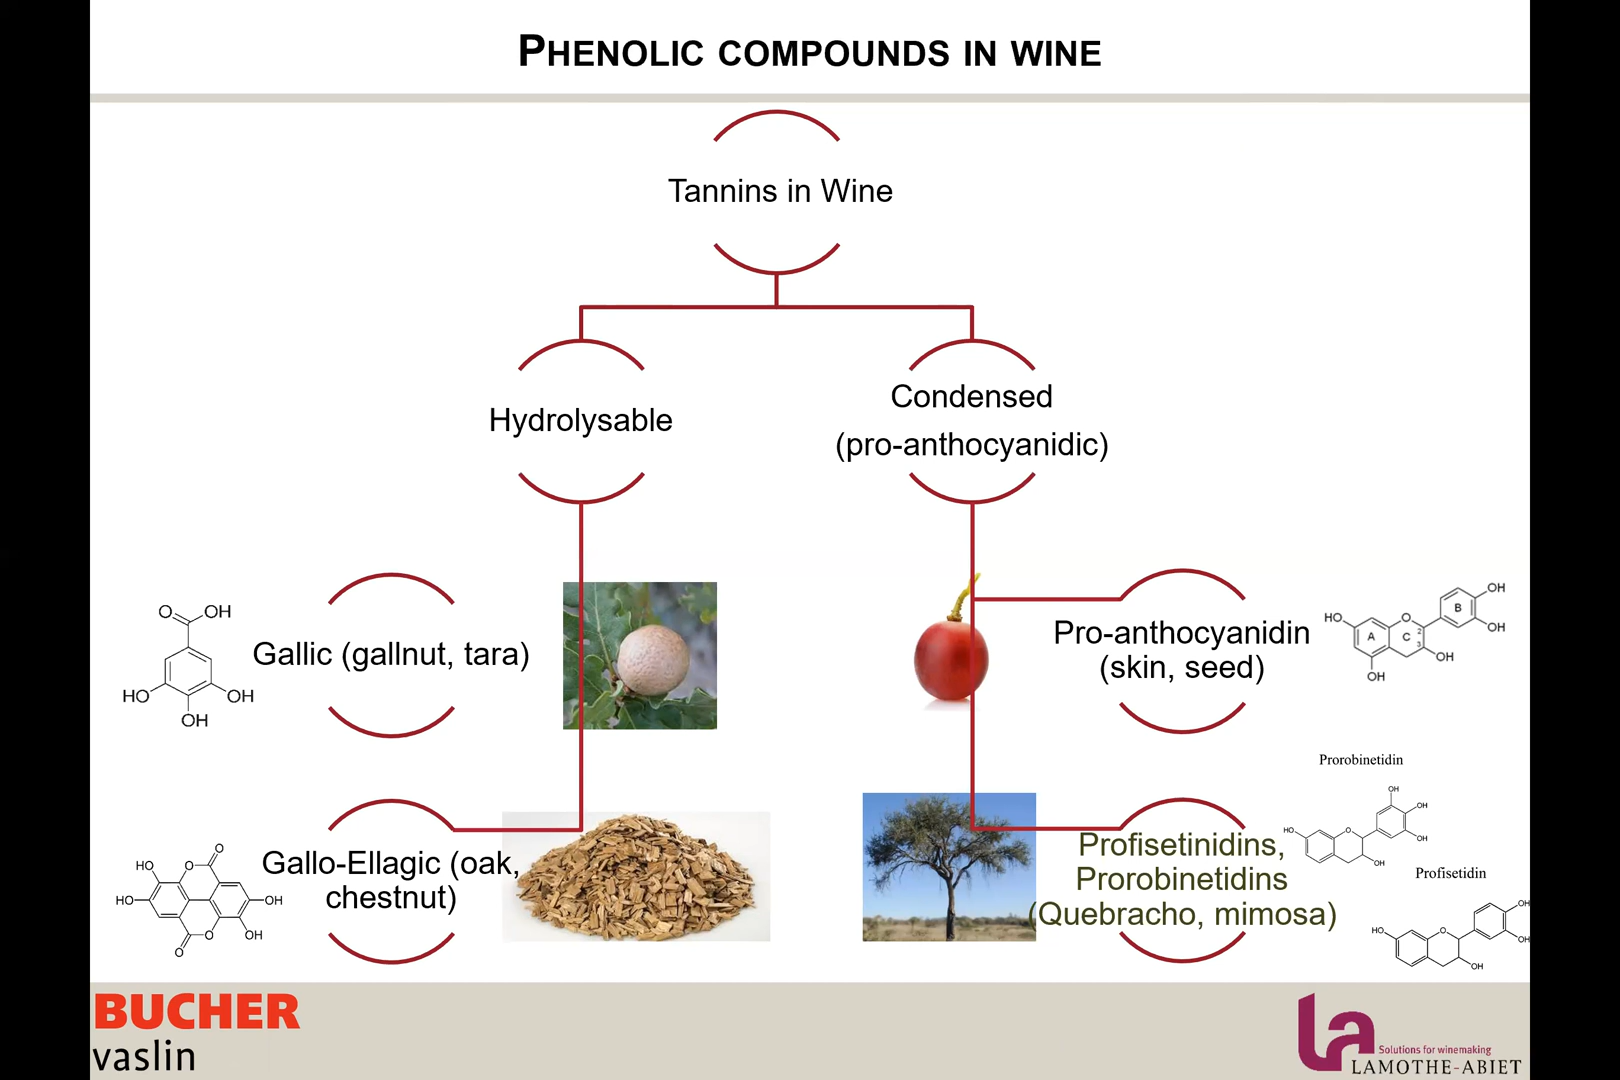 PHENOLIC COMPOUNDS IN WINE
Tannins in Wine
Hydrolysable
Condensed
(pro-anthocyanidic)
O
OH
HO
OH
OH
Gallic (gallnut, tara)
Pro-anthocyanidin
(skin, seed)
OH
B
HO
O
OH
A
C
2
3
OH
OH
O
HO
O
HO
OH
O
OH
O
Gallo-Ellagic (oak,
chestnut)
Profisetinidins,
Prorobinetidins
(Quebracho, mimosa)
Prorobinetidin
OH
OH
HO
O
OH
OH
Profisetidin
OH
HO
O
OH
OH
BUCHER
vaslin
La
Solutions for winemaking
LAMOTHE-ABIET